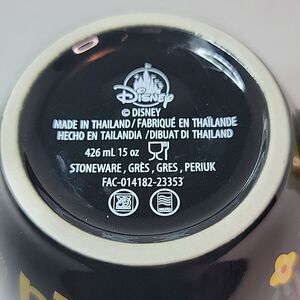 Disney
© DISNEY
MADE IN THAILAND / FABRIQUÉ EN THAÏLANDE
HECHO EN TAILANDIA / DIBUAT DI THAILAND
426 mL 15 oz
STONEWARE , GRÈS , GRES , PERIUK
FAC-014182-23353